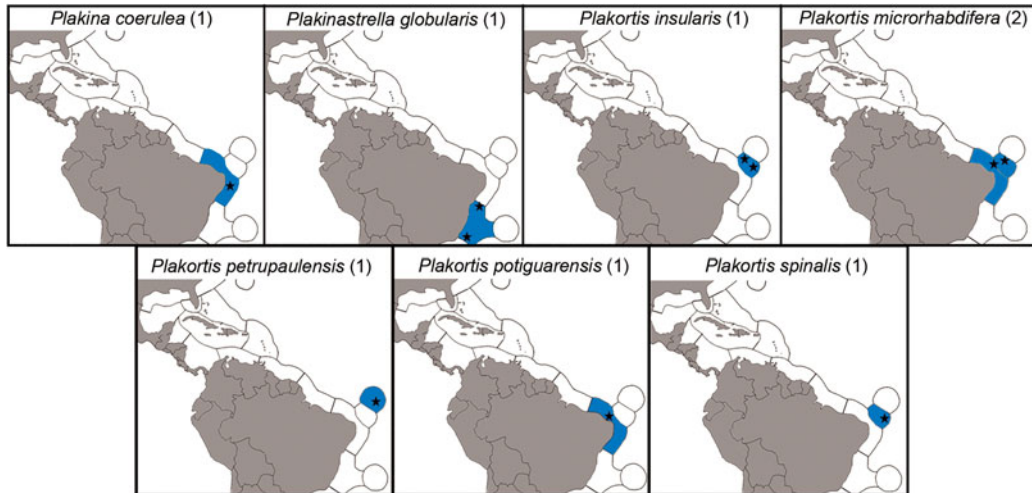 Plakina coerulea (1)
Plakinastrella globularis (1)
Plakortis insularis (1)
Plakortis microrhabdifera (2)
Plakortis petrupaulensis (1)
Plakortis potiguarensis (1)
Plakortis spinalis (1)